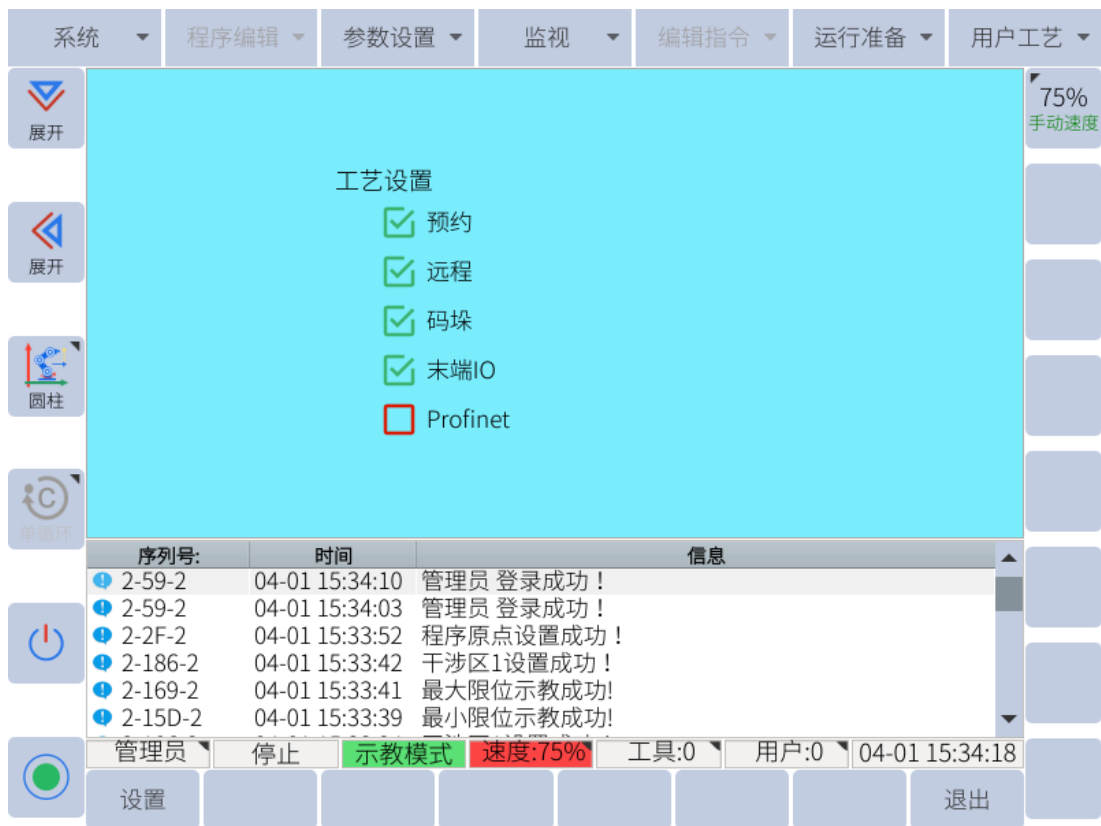 系统 程序编辑 参数设置 监视 编辑指令 运行准备 用户工艺
展开
75%
手动速度
工艺设置
预约
展开
远程
码垛
末端IO
圆柱
Profinet
单循环
序列号: 时间 信息
2-59-2 04-01 15:34:10 管理员 登录成功！
2-59-2 04-01 15:34:03 管理员 登录成功！
2-2F-2 04-01 15:33:52 程序原点设置成功！
2-186-2 04-01 15:33:42 干涉区1设置成功！
2-169-2 04-01 15:33:41 最大限位示教成功!
2-15D-2 04-01 15:33:39 最小限位示教成功!
管理员 停止 示教模式 速度:75% 工具:0 用户:0 04-01 15:34:18
设置 退出